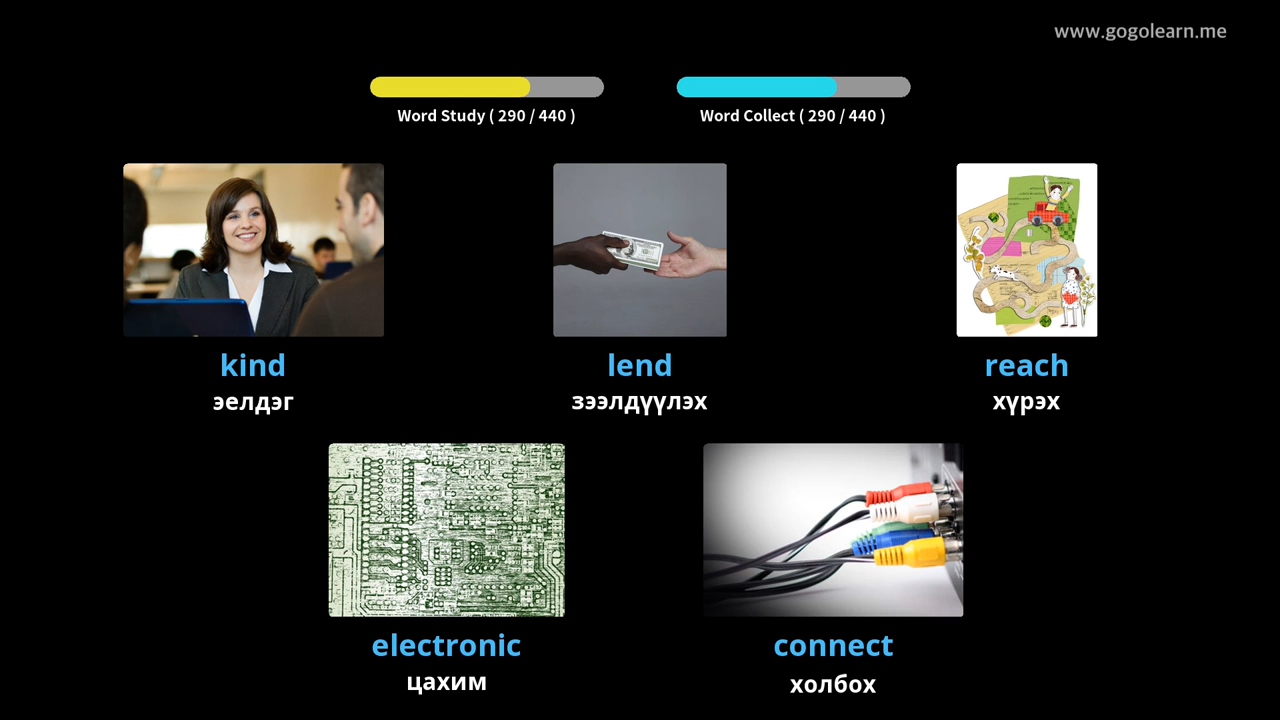 www.gogolearn.me
Word Study ( 290 / 440 )
Word Collect ( 290 / 440 )
kind
lend
reach
эелдэг
зээлдүүлэх
хүрэх
electronic
connect
цахим
холбох